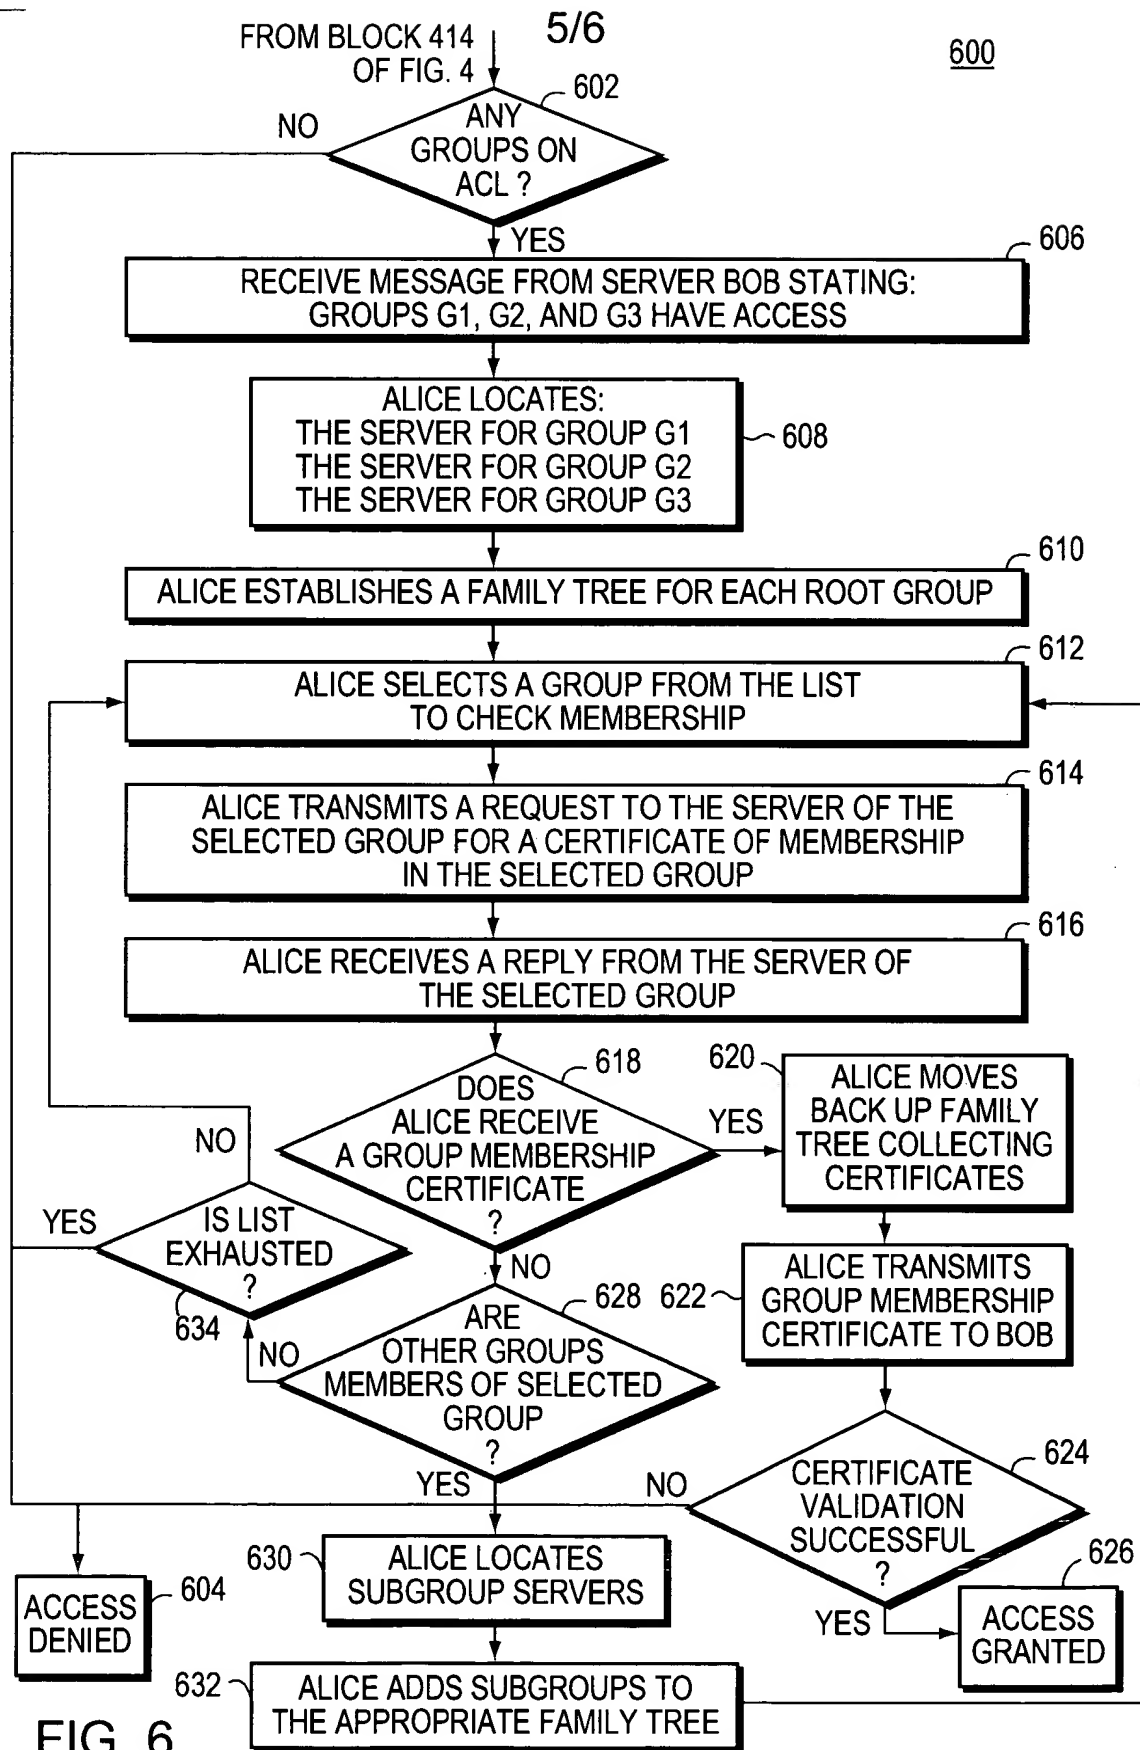 5/6
FROM BLOCK 414
OF FIG. 4
600
602
ANY
GROUPS ON
ACL ?
NO
YES
606
RECEIVE MESSAGE FROM SERVER BOB STATING:
GROUPS G1, G2, AND G3 HAVE ACCESS
ALICE LOCATES:
THE SERVER FOR GROUP G1
THE SERVER FOR GROUP G2
THE SERVER FOR GROUP G3
608
610
ALICE ESTABLISHES A FAMILY TREE FOR EACH ROOT GROUP
612
ALICE SELECTS A GROUP FROM THE LIST
TO CHECK MEMBERSHIP
614
ALICE TRANSMITS A REQUEST TO THE SERVER OF THE
SELECTED GROUP FOR A CERTIFICATE OF MEMBERSHIP
IN THE SELECTED GROUP
616
ALICE RECEIVES A REPLY FROM THE SERVER OF
THE SELECTED GROUP
618
DOES
ALICE RECEIVE
A GROUP MEMBERSHIP
CERTIFICATE
?
YES
620
ALICE MOVES
BACK UP FAMILY
TREE COLLECTING
CERTIFICATES
NO
YES
IS LIST
EXHAUSTED
?
634
NO
622
ALICE TRANSMITS
GROUP MEMBERSHIP
CERTIFICATE TO BOB
628
ARE
OTHER GROUPS
MEMBERS OF SELECTED
GROUP
?
NO
YES
624
CERTIFICATE
VALIDATION
SUCCESSFUL
?
NO
YES
626
ACCESS
GRANTED
630
ALICE LOCATES
SUBGROUP SERVERS
604
ACCESS
DENIED
632
ALICE ADDS SUBGROUPS TO
THE APPROPRIATE FAMILY TREE
FIG. 6